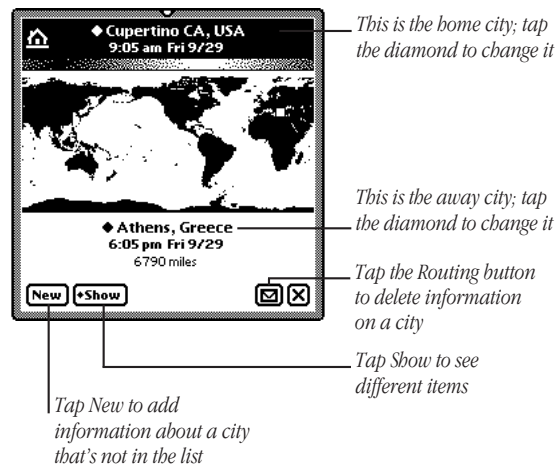 ◆ Cupertino CA, USA
9:05 am Fri 9/29
This is the home city; tap
the diamond to change it
◆ Athens, Greece
6:05 pm Fri 9/29
6790 miles
This is the away city; tap
the diamond to change it
Tap the Routing button
to delete information
on a city
New ◆Show
Tap Show to see
different items
Tap New to add
information about a city
that's not in the list